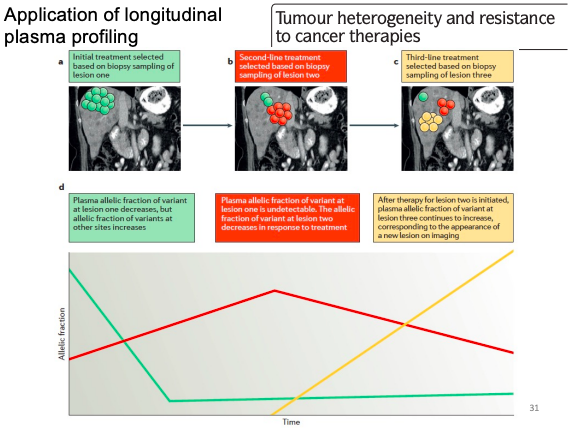 Application of longitudinal
plasma profiling
Tumour heterogeneity and resistance
to cancer therapies
a
Initial treatment selected
based on biopsy sampling of
lesion one
b
Second-line treatment
selected based on biopsy
sampling of lesion two
c
Third-line treatment
selected based on biopsy
sampling of lesion three
d
Plasma allelic fraction of variant
at lesion one decreases, but
allelic fraction of variants at
other sites increases
Plasma allelic fraction of variant at
lesion one is undetectable. The allelic
fraction of variant at lesion two
decreases in response to treatment
After therapy for lesion two is initiated,
plasma allelic fraction of variant at
lesion three continues to increase,
corresponding to the appearance of
a new lesion on imaging
Allelic fraction
Time
31